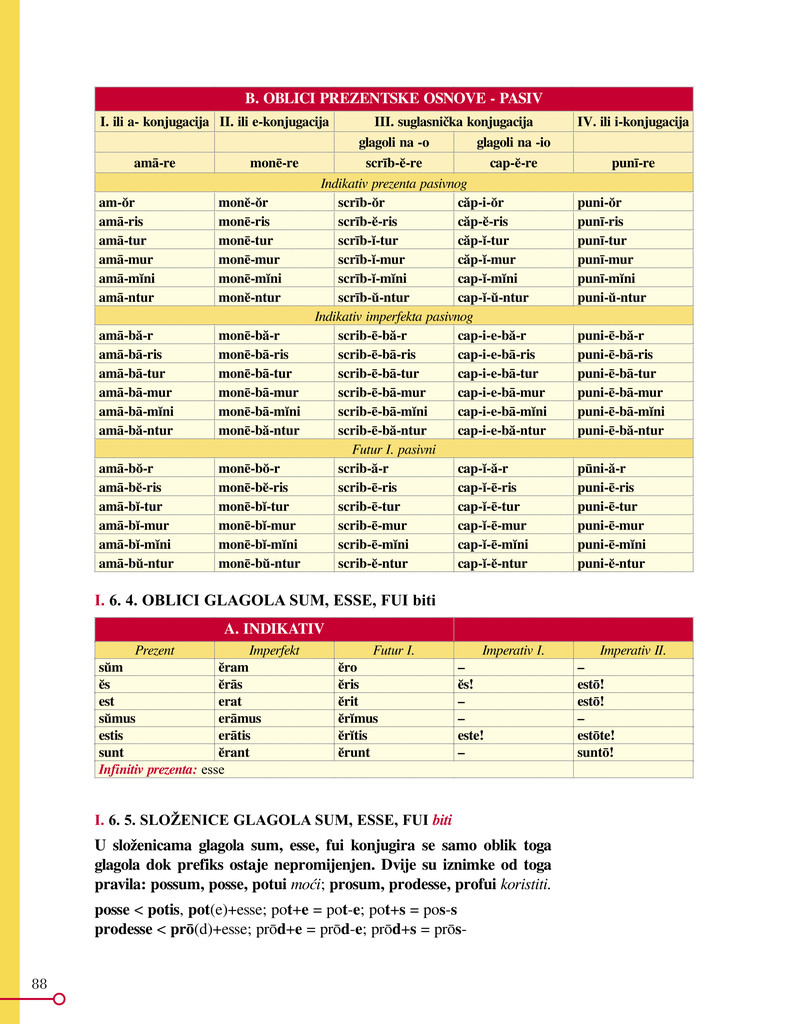 B. OBLICI PREZENTSKE OSNOVE - PASIV
I. ili a- konjugacija II. ili e-konjugacija III. suglasnička konjugacija IV. ili i-konjugacija
glagoli na -o glagoli na -io
amā-re monē-re scrīb-ĕ-re cap-ĕ-re punī-re
Indikativ prezenta pasivnog
am-ŏr monĕ-ŏr scrīb-ŏr căp-i-ŏr puni-ŏr
amā-ris monē-ris scrīb-ĕ-ris căp-ĕ-ris punī-ris
amā-tur monē-tur scrīb-ĭ-tur căp-ĭ-tur punī-tur
amā-mur monē-mur scrīb-ĭ-mur căp-ĭ-mur punī-mur
amā-mĭni monē-mĭni scrīb-ĭ-mĭni cap-ĭ-mĭni punī-mĭni
amā-ntur monĕ-ntur scrīb-ŭ-ntur cap-ĭ-ŭ-ntur puni-ŭ-ntur
Indikativ imperfekta pasivnog
amā-bă-r monē-bă-r scrib-ē-bă-r cap-i-e-bă-r puni-ē-bă-r
amā-bā-ris monē-bā-ris scrib-ē-bā-ris cap-i-e-bā-ris puni-ē-bā-ris
amā-bā-tur monē-bā-tur scrib-ē-bā-tur cap-i-e-bā-tur puni-ē-bā-tur
amā-bā-mur monē-bā-mur scrib-ē-bā-mur cap-i-e-bā-mur puni-ē-bā-mur
amā-bā-mĭni monē-bā-mĭni scrib-ē-bā-mĭni cap-i-e-bā-mĭni puni-ē-bā-mĭni
amā-bă-ntur monē-bă-ntur scrib-ē-bă-ntur cap-i-e-bă-ntur puni-ē-bă-ntur
Futur I. pasivni
amā-bŏ-r monē-bŏ-r scrib-ă-r cap-ĭ-ă-r pūni-ă-r
amā-bĕ-ris monē-bĕ-ris scrib-ē-ris cap-ĭ-ē-ris puni-ē-ris
amā-bĭ-tur monē-bĭ-tur scrib-ē-tur cap-ĭ-ē-tur puni-ē-tur
amā-bĭ-mur monē-bĭ-mur scrib-ē-mur cap-ĭ-ē-mur puni-ē-mur
amā-bĭ-mĭni monē-bĭ-mĭni scrib-ē-mĭni cap-ĭ-ē-mĭni puni-ē-mĭni
amā-bŭ-ntur monē-bŭ-ntur scrib-ĕ-ntur cap-ĭ-ĕ-ntur puni-ĕ-ntur
I. 6. 4. OBLICI GLAGOLA SUM, ESSE, FUI biti
A. INDIKATIV
Prezent Imperfekt Futur I. Imperativ I. Imperativ II.
sŭm ĕram ĕro – –
ĕs ĕrās ĕris ĕs! estō!
est erat ĕrit – estō!
sŭmus erāmus ĕrĭmus – –
estis erātis ĕrĭtis este! estōte!
sunt ĕrant ĕrunt – suntō!
Infinitiv prezenta: esse
I. 6. 5. SLOŽENICE GLAGOLA SUM, ESSE, FUI biti
U složenicama glagola sum, esse, fui konjugira se samo oblik toga
glagola dok prefiks ostaje nepromijenjen. Dvije su iznimke od toga
pravila: possum, posse, potui moći; prosum, prodesse, profui koristiti.
posse < potis, pot(e)+esse; pot+e = pot-e; pot+s = pos-s
prodesse < prō(d)+esse; prōd+e = prōd-e; prōd+s = prōs-
88